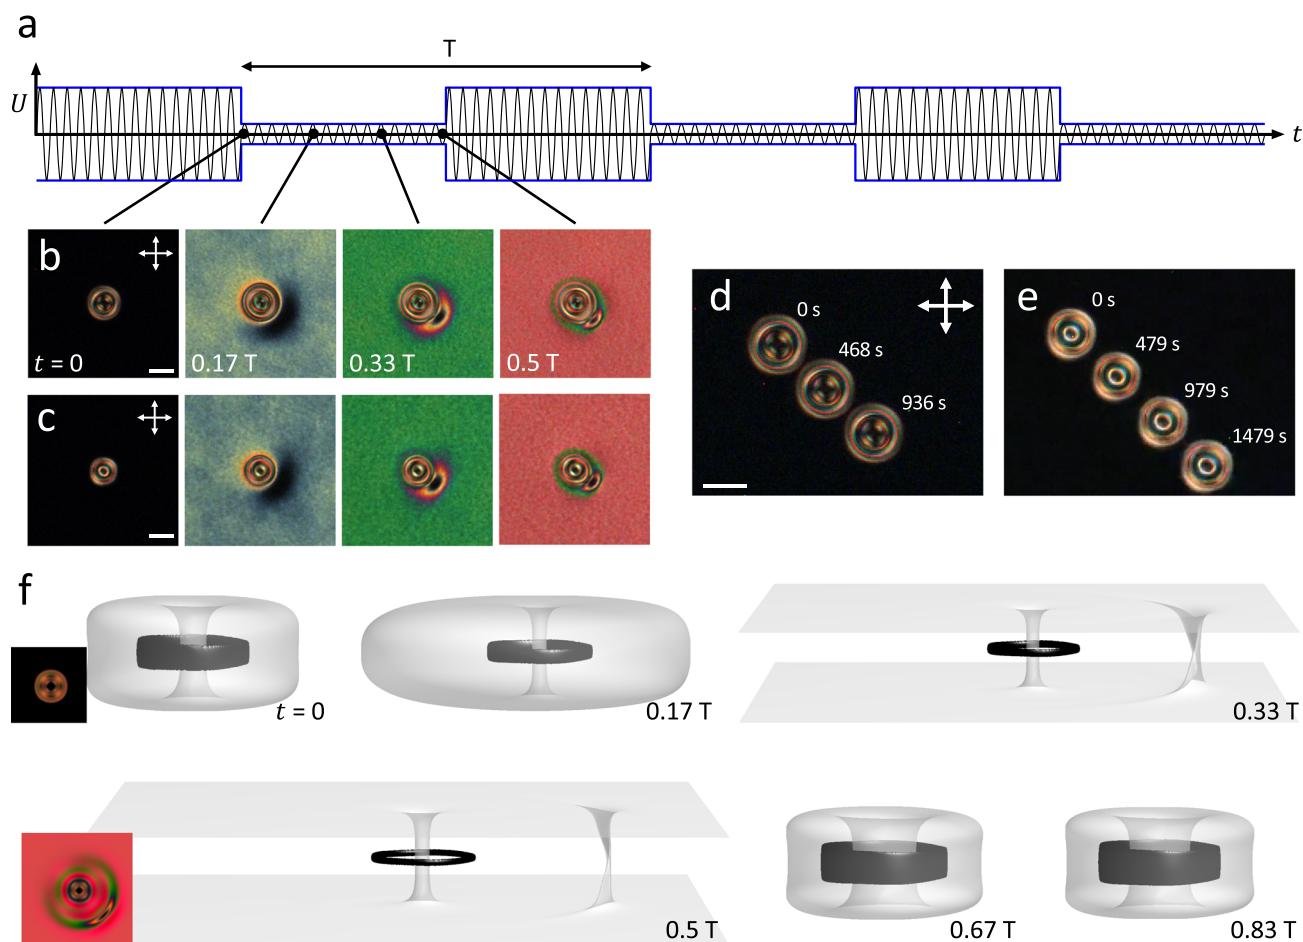 a
T
U
t
b
t = 0
0.17 T
0.33 T
0.5 T
c
d
0 s
468 s
936 s
e
0 s
479 s
979 s
1479 s
f
t = 0
0.17 T
0.33 T
0.5 T
0.67 T
0.83 T